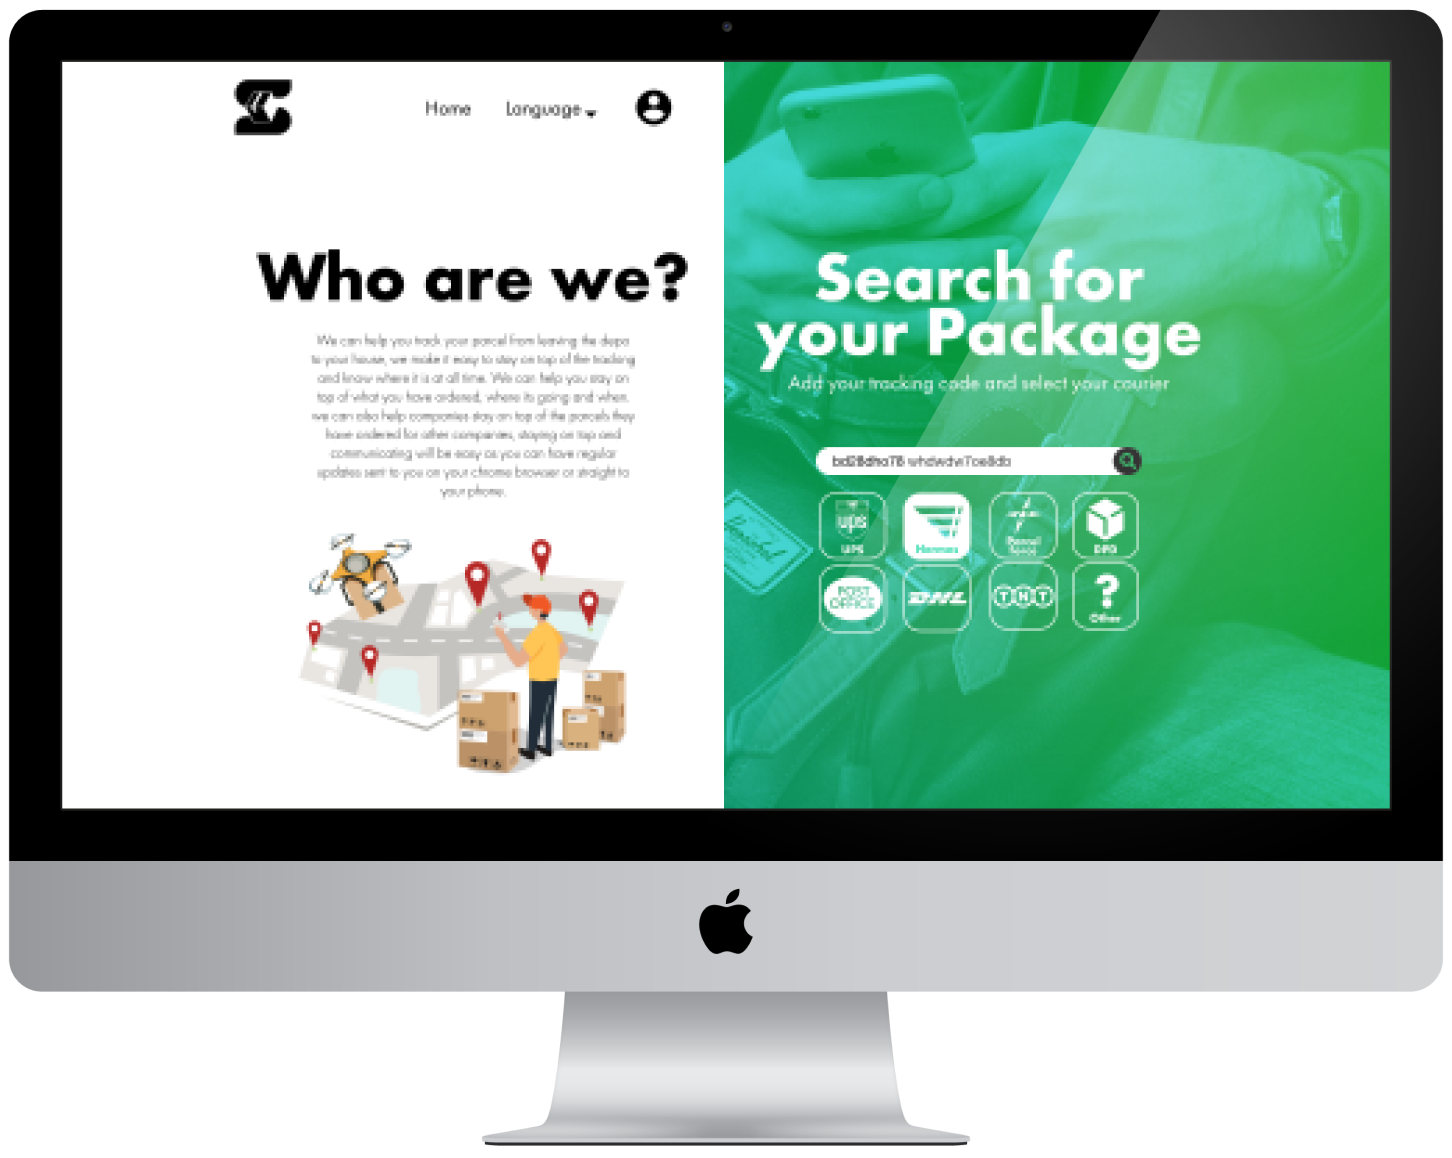 Home
Language
Who are we?
We can help you track your parcel from leaving the depo
to your house, we make it easy to stay on top of the tracking
and know where it is at all time. We can help you stay on
top of what you have ordered, where its going and when.
we can also help companies stay on top of the parcels they
have ordered for other companies, staying on top and
communicating will be easy as you can have regular
updates sent to you on your chrome browser or straight to
your phone.
Search for
your Package
Add your tracking code and select your courier
ups
UPS
Hermes
Parcel
Force
DPD
POST
OFFICE
DHL
TNT
?
Other